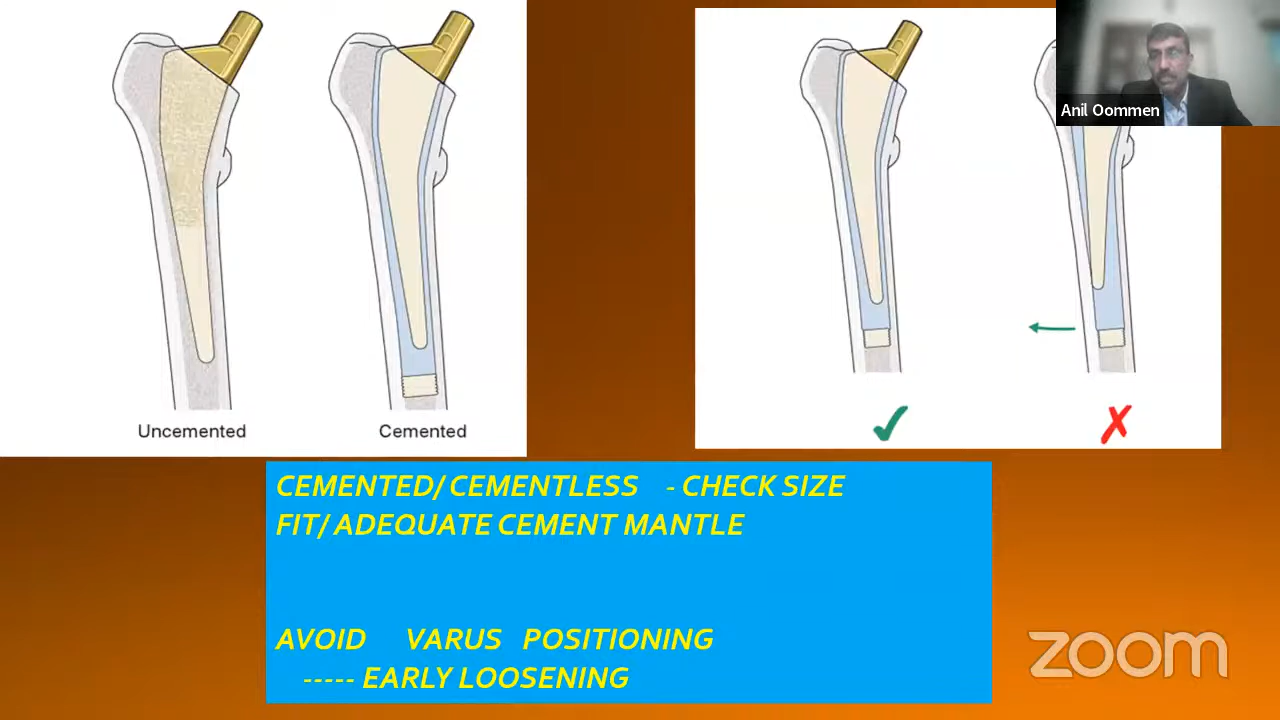 Anil Oommen
Uncemented
Cemented
CEMENTED/ CEMENTLESS - CHECK SIZE
FIT/ ADEQUATE CEMENT MANTLE
AVOID VARUS POSITIONING
----- EARLY LOOSENING
zoom